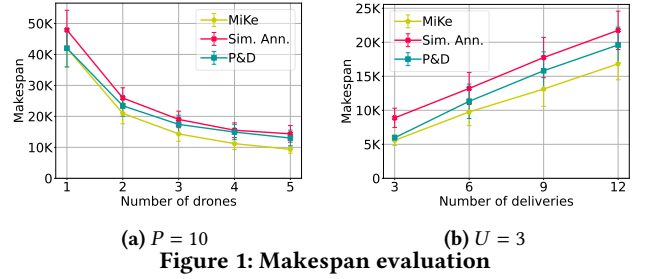 50K
40K
30K
20K
10K
0
Makespan
MiKe
Sim. Ann.
P&D
1 2 3 4 5
Number of drones
(a) P = 10
25K
20K
15K
10K
5K
0
Makespan
MiKe
Sim. Ann.
P&D
3 6 9 12
Number of deliveries
(b) U = 3
Figure 1: Makespan evaluation